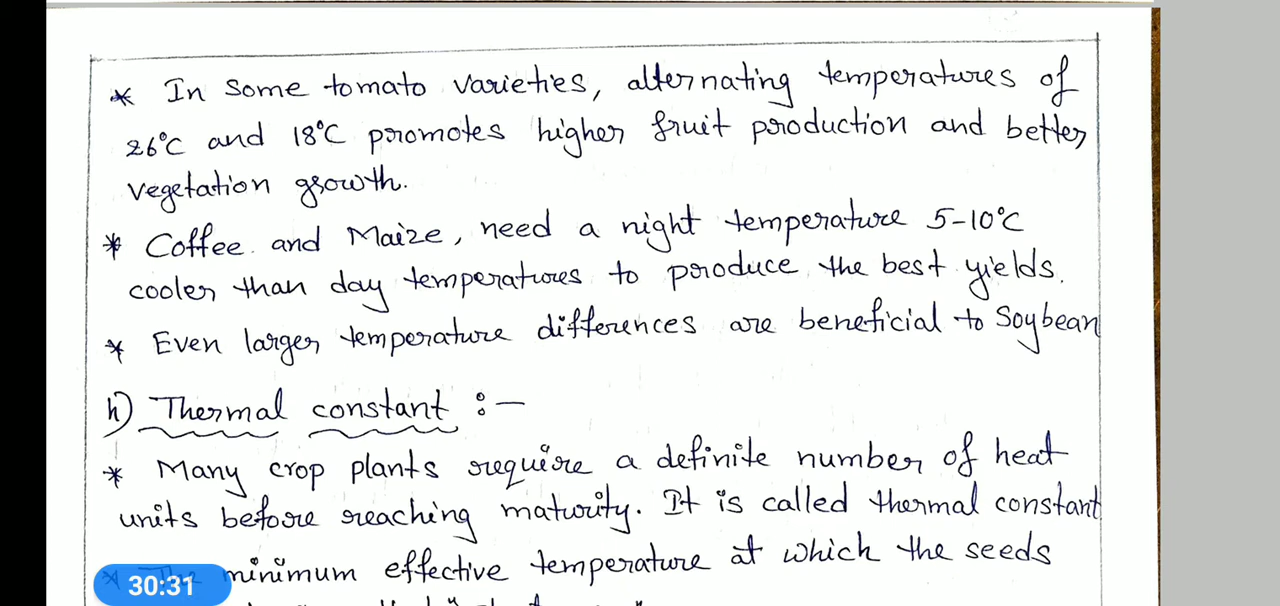 * In some tomato varieties, alternating temperatures of
26°C and 18°C promotes higher fruit production and better
vegetation growth.
* Coffee and Maize, need a night temperature 5-10°C
cooler than day temperatures to produce the best yields.
* Even larger temperature differences are beneficial to Soybean
h) Thermal constant :-
* Many crop plants require a definite number of heat
units before reaching maturity. It is called thermal constant
* minimum effective temperature at which the seeds
30:31